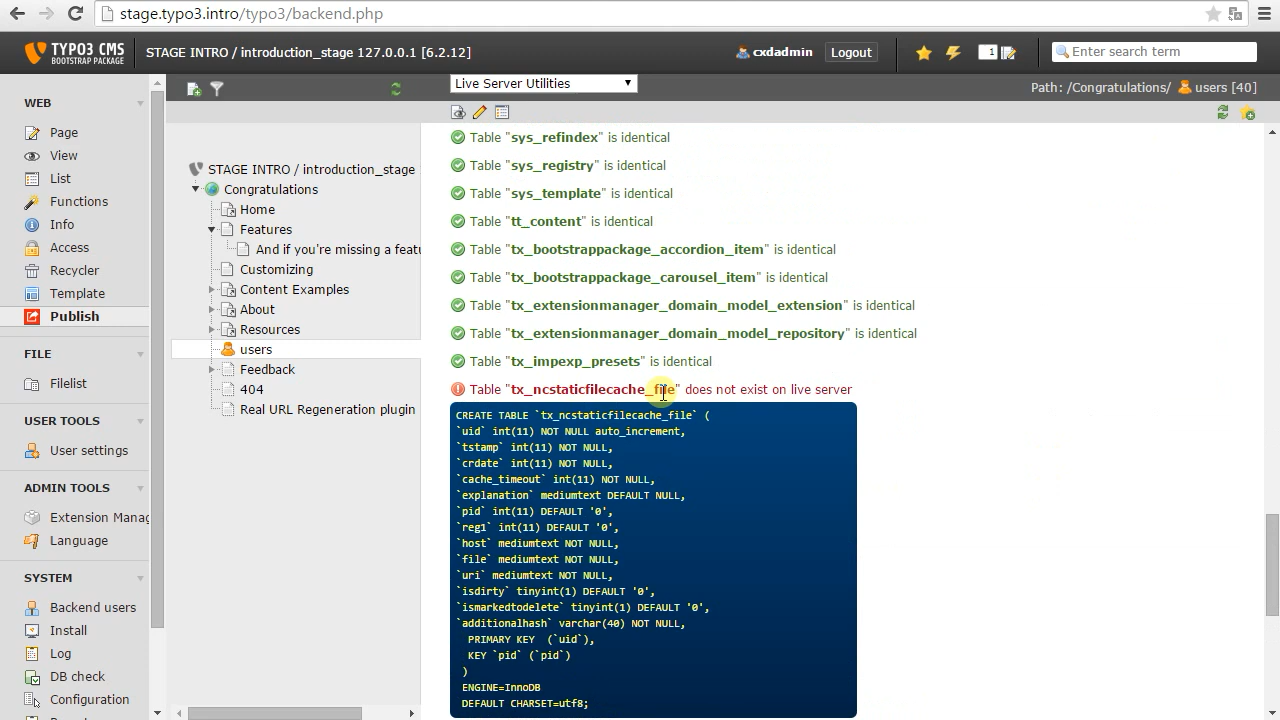 stage.typo3.intro/typo3/backend.php
TYPO3 CMS
BOOTSTRAP PACKAGE
STAGE INTRO / introduction_stage 127.0.0.1 [6.2.12]
cxdadmin
Logout
1
Enter search term
Live Server Utilities
Path: /Congratulations/ users [40]
WEB
Page
View
List
Functions
Info
Access
Recycler
Template
Publish
FILE
Filelist
USER TOOLS
User settings
ADMIN TOOLS
Extension Manag
Language
SYSTEM
Backend users
Install
Log
DB check
Configuration
STAGE INTRO / introduction_stage
Congratulations
Home
Features
And if you're missing a featu
Customizing
Content Examples
About
Resources
users
Feedback
404
Real URL Regeneration plugin
Table "sys_refindex" is identical
Table "sys_registry" is identical
Table "sys_template" is identical
Table "tt_content" is identical
Table "tx_bootstrappackage_accordion_item" is identical
Table "tx_bootstrappackage_carousel_item" is identical
Table "tx_extensionmanager_domain_model_extension" is identical
Table "tx_extensionmanager_domain_model_repository" is identical
Table "tx_impexp_presets" is identical
Table "tx_ncstaticfilecache_file" does not exist on live server
CREATE TABLE `tx_ncstaticfilecache_file` (
`uid` int(11) NOT NULL auto_increment,
`tstamp` int(11) NOT NULL,
`crdate` int(11) NOT NULL,
`cache_timeout` int(11) NOT NULL,
`explanation` mediumtext DEFAULT NULL,
`pid` int(11) DEFAULT '0',
`reg1` int(11) DEFAULT '0',
`host` mediumtext NOT NULL,
`file` mediumtext NOT NULL,
`uri` mediumtext NOT NULL,
`isdirty` tinyint(1) DEFAULT '0',
`ismarkedtodelete` tinyint(1) DEFAULT '0',
`additionalhash` varchar(40) NOT NULL,
PRIMARY KEY (`uid`),
KEY `pid` (`pid`)
)
ENGINE=InnoDB
DEFAULT CHARSET=utf8;